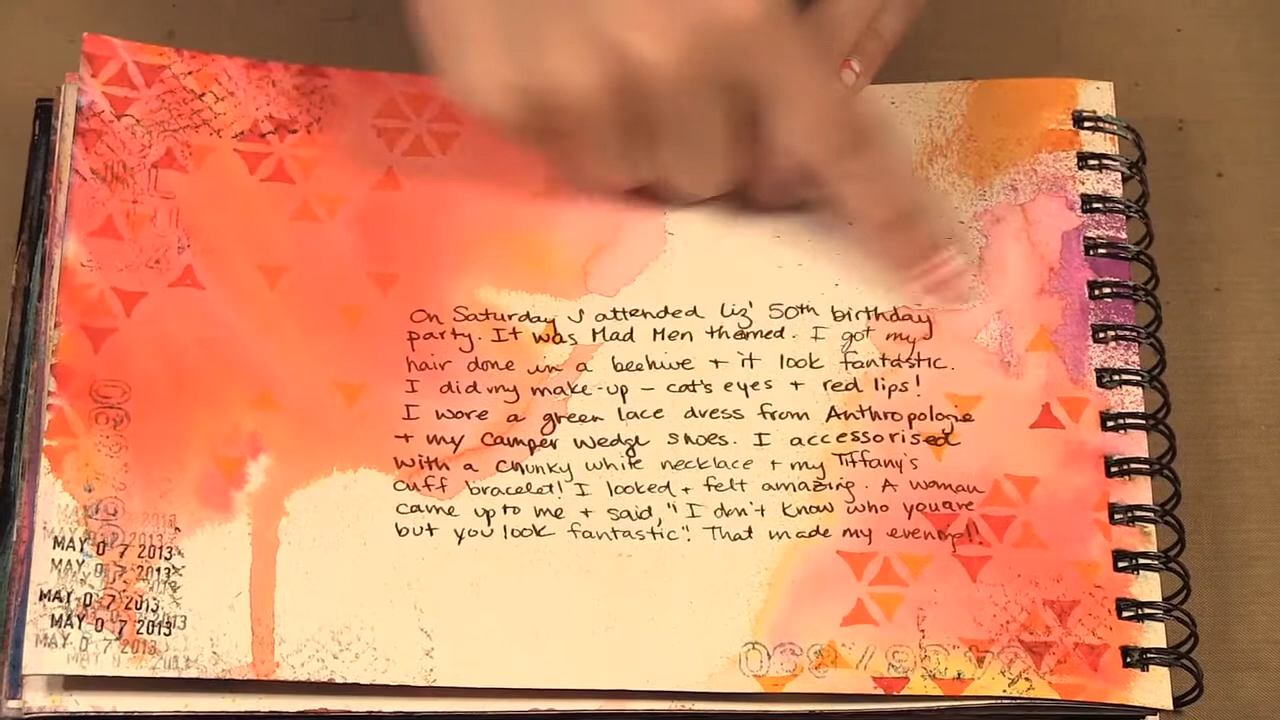 On Saturday I attended Liz' 50th birthday
party. It was Mad Men themed. I got my
hair done in a beehive + it look fantastic.
I did my make-up – cat's eyes + red lips!
I wore a green lace dress from Anthropologie
+ my Camper Wedge shoes. I accessorised
with a chunky white necklace + my Tiffany's
cuff bracelet! I looked + felt amazing. A woman
came up to me + said, "I don't know who you are
but you look fantastic"! That made my evening!!
MAY 0 7 2013
MAY 0 7 2013
MAY 0 7 2013
MAY 0 7 2013
MAY 0 7 2013